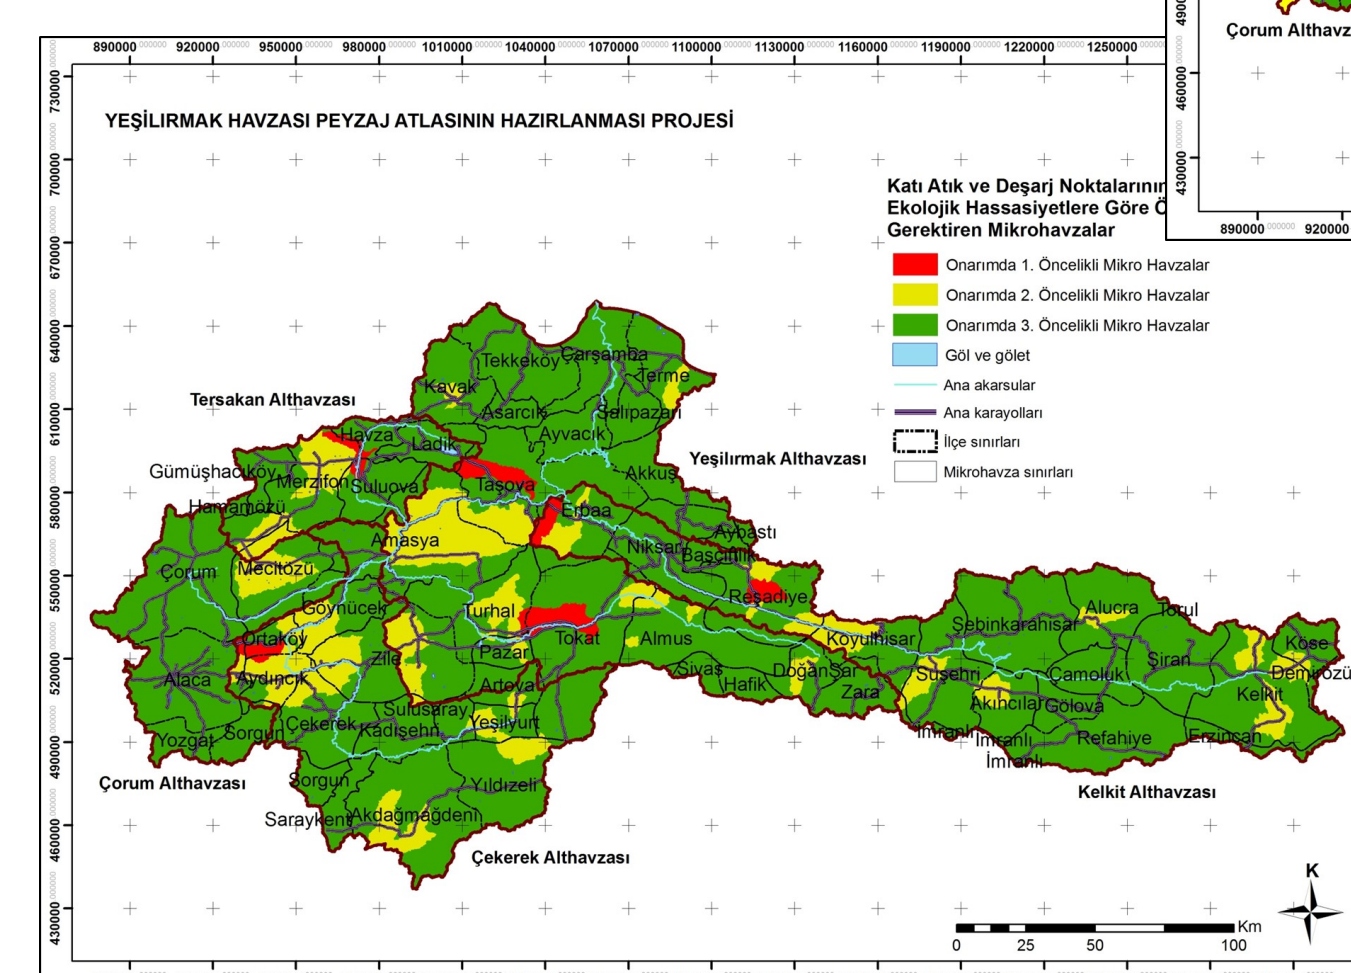 Çorum Althavz
490
460000
430000
890000
920000
890000 920000 950000 980000 1010000 1040000 1070000 1100000 1130000 1160000 1190000 1220000 1250000
730000
700000
670000
640000
610000
580000
550000
520000
490000
460000
430000
YEŞİLIRMAK HAVZASI PEYZAJ ATLASININ HAZIRLANMASI PROJESİ
Katı Atık ve Deşarj Noktalarının
Ekolojik Hassasiyetlere Göre Ö
Gerektiren Mikrohavzalar
Onarımda 1. Öncelikli Mikro Havzalar
Onarımda 2. Öncelikli Mikro Havzalar
Onarımda 3. Öncelikli Mikro Havzalar
Göl ve gölet
Ana akarsular
Ana karayolları
İlçe sınırları
Mikrohavza sınırları
Tekkeköy Çarşamba
Terme
Kavak
Tersakan Althavzası
Asarcık Salıpazarı
Havza Ladik Ayvacık
Yeşilırmak Althavzası
Gümüşhacıköy Merzifon Suluova Taşova Akkuş
Hamamözü Erbaa
Amasya Niksar Başçiftlik Aybastı
Çorum Mecitözü
Göynücek Turhal Reşadiye
Alucra Torul
Ortaköy Pazar Tokat Almus Koyulhisar Şebinkarahisar Köse
Alaca Aydıncık Zile Artova Sivas Hafik DoğanŞar Zara Suşehri Çamoluk Şiran Demirözü
Kelkit
Akıncılar Gölova
Yozgat Sorgun Çekerek Kadışehri Sulusaray Yeşilyurt
İmranlı İmranlı Refahiye Erzincan
İmranlı
Çorum Althavzası
Sorgun Yıldızeli
Kelkit Althavzası
Saraykent Akdağmağdeni
Çekerek Althavzası
K
Km
0 25 50 100